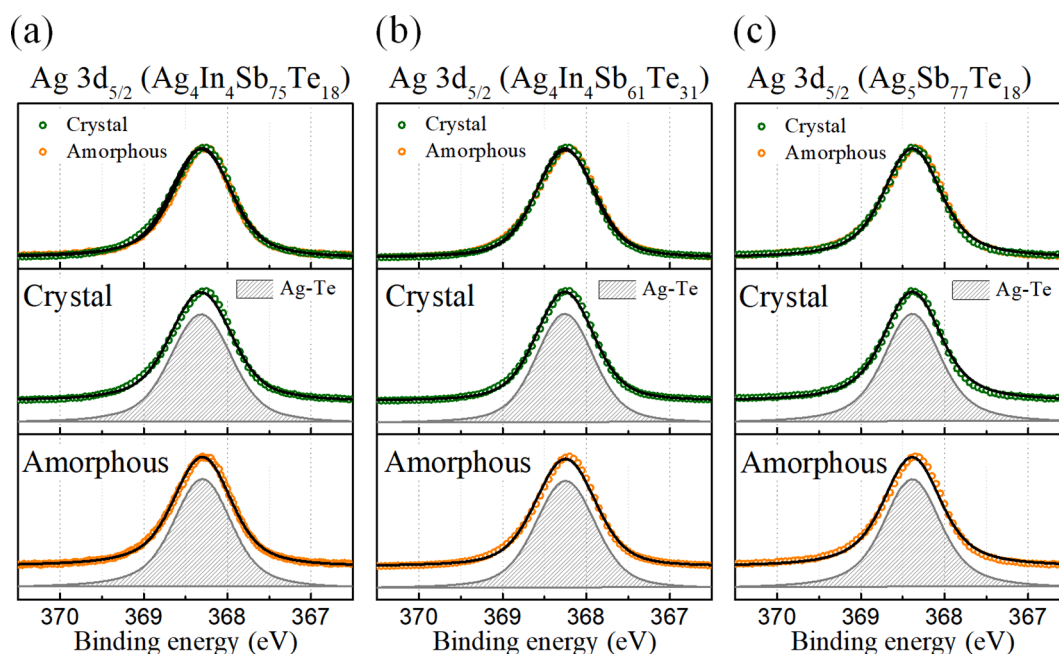 (a)
(b)
(c)
Ag 3d5/2 (Ag4In4Sb75Te18)
Ag 3d5/2 (Ag4In4Sb61Te31)
Ag 3d5/2 (Ag5Sb77Te18)
Crystal
Amorphous
Crystal
Amorphous
Crystal
Amorphous
Crystal
Ag-Te
Crystal
Ag-Te
Crystal
Ag-Te
Amorphous
Amorphous
Amorphous
370 369 368 367
370 369 368 367
370 369 368 367
Binding energy (eV)
Binding energy (eV)
Binding energy (eV)